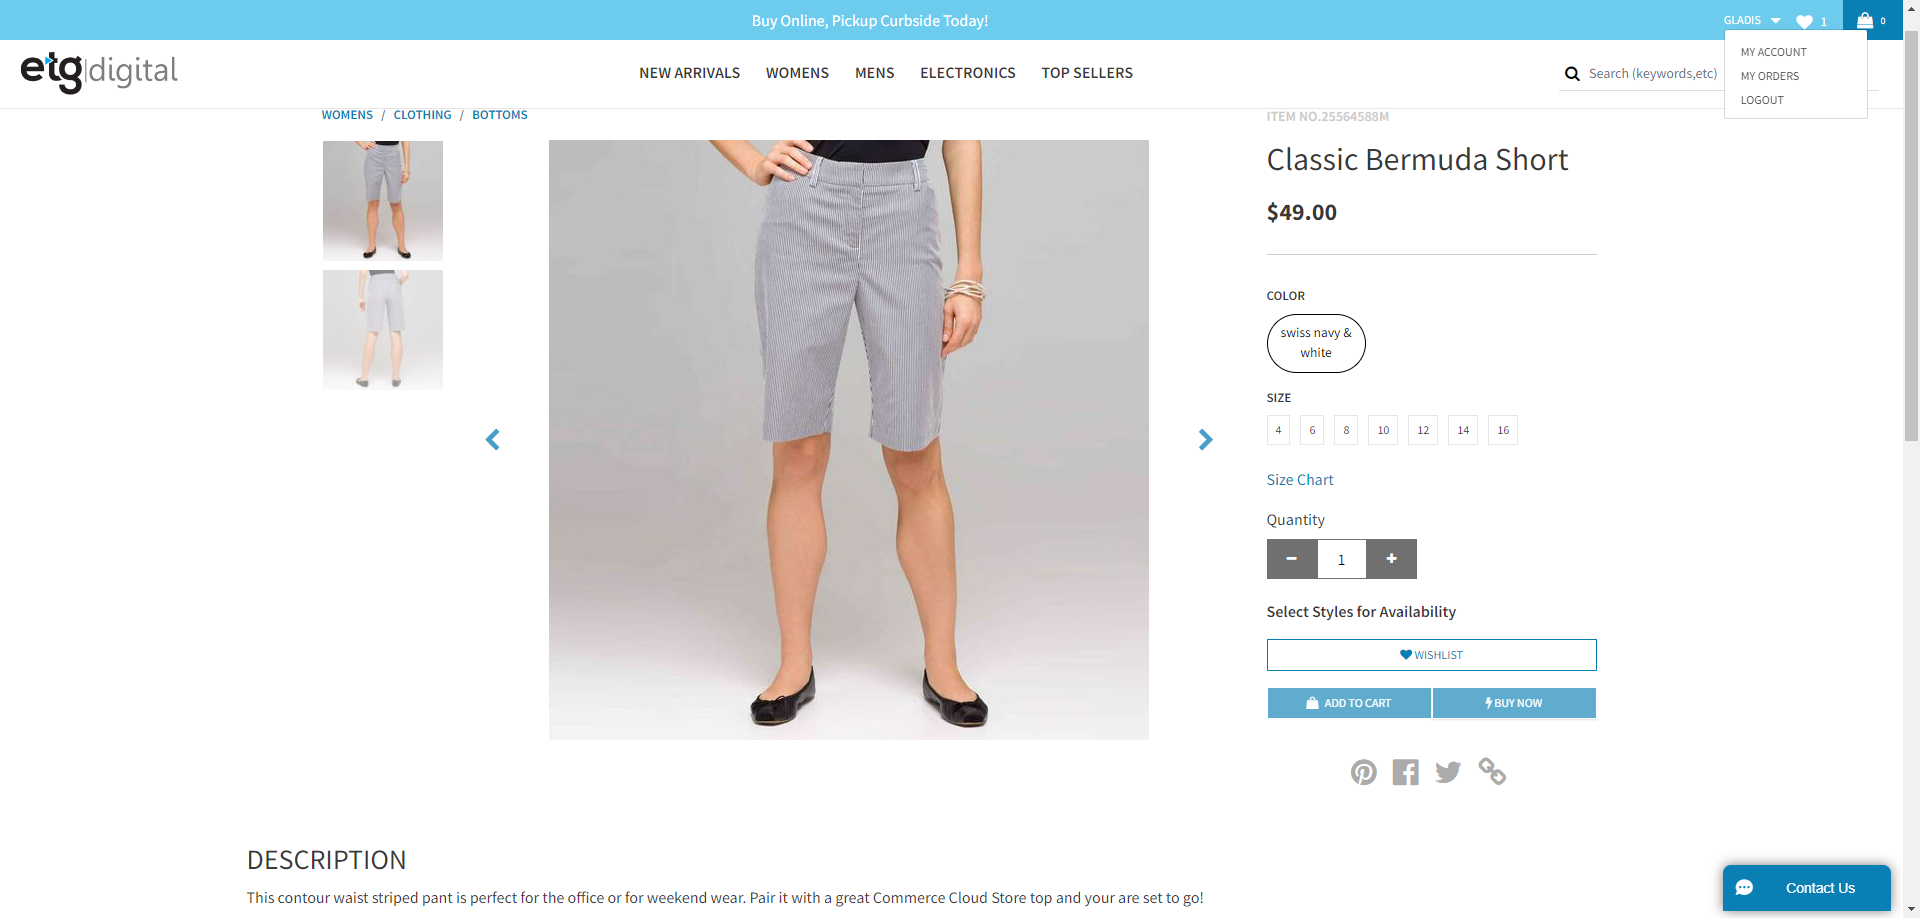 Buy Online, Pickup Curbside Today!
GLADIS
1
0
MY ACCOUNT
MY ORDERS
LOGOUT
etg|digital
NEW ARRIVALS
WOMENS
MENS
ELECTRONICS
TOP SELLERS
Search (keywords,etc)
WOMENS / CLOTHING / BOTTOMS
ITEM NO.25564588M
Classic Bermuda Short
$49.00
COLOR
swiss navy &
white
SIZE
4 6 8 10 12 14 16
Size Chart
Quantity
− 1 +
Select Styles for Availability
WISHLIST
ADD TO CART
BUY NOW
DESCRIPTION
This contour waist striped pant is perfect for the office or for weekend wear. Pair it with a great Commerce Cloud Store top and your are set to go!
Contact Us